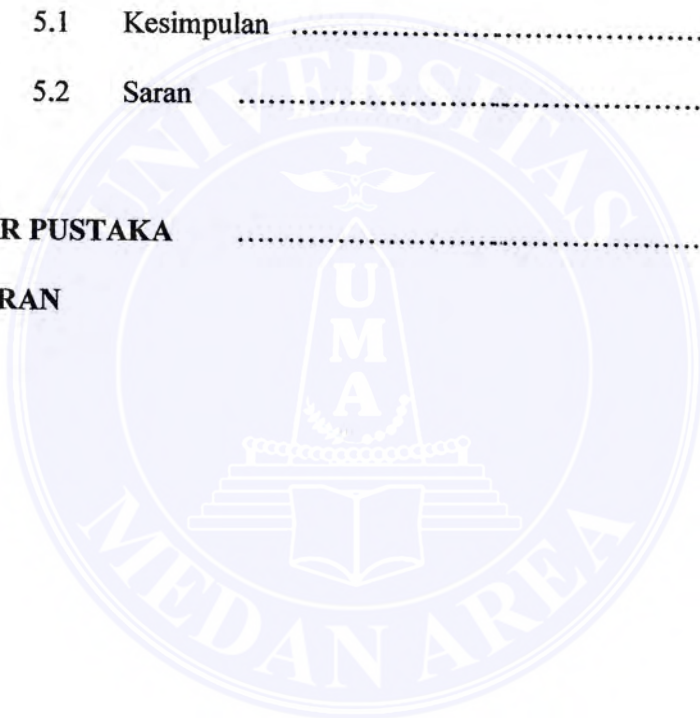 5.1 Kesimpulan ................................................
5.2 Saran ................................................
R PUSTAKA ................................................
RAN
UNIVERSITAS
UMA
MEDAN AREA